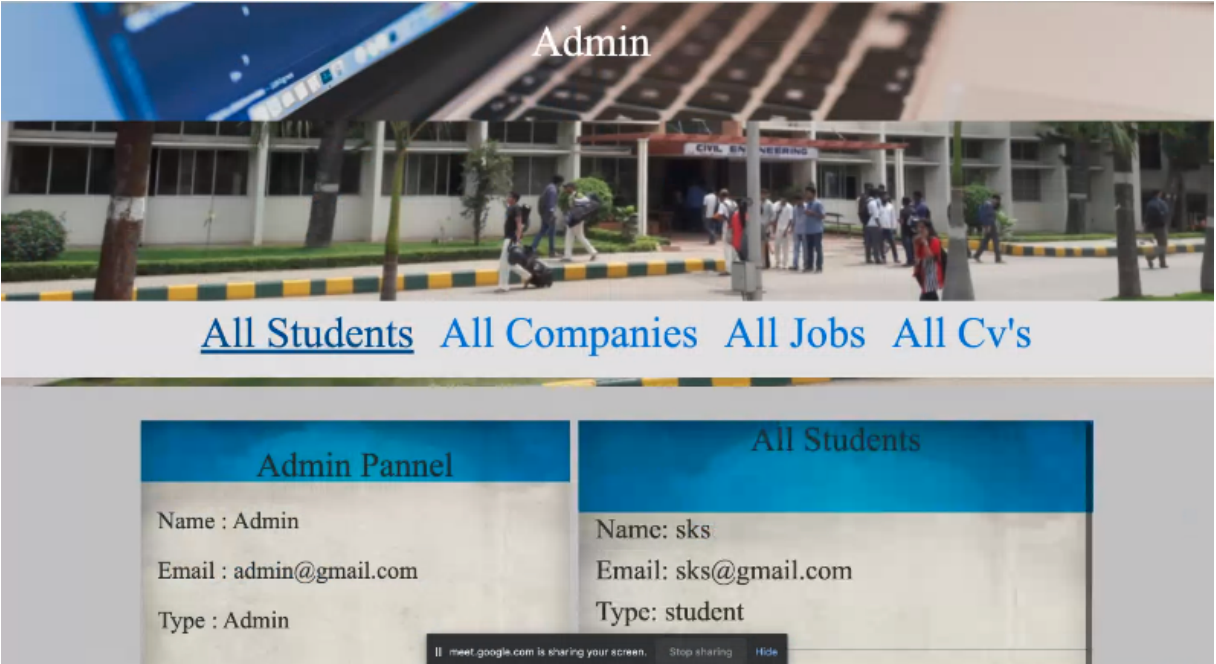 Admin
CIVIL ENGINEERING
All Students All Companies All Jobs All Cv's
Admin Pannel
Name : Admin
Email : admin@gmail.com
Type : Admin
All Students
Name: sks
Email: sks@gmail.com
Type: student
meet.google.com is sharing your screen. Stop sharing Hide